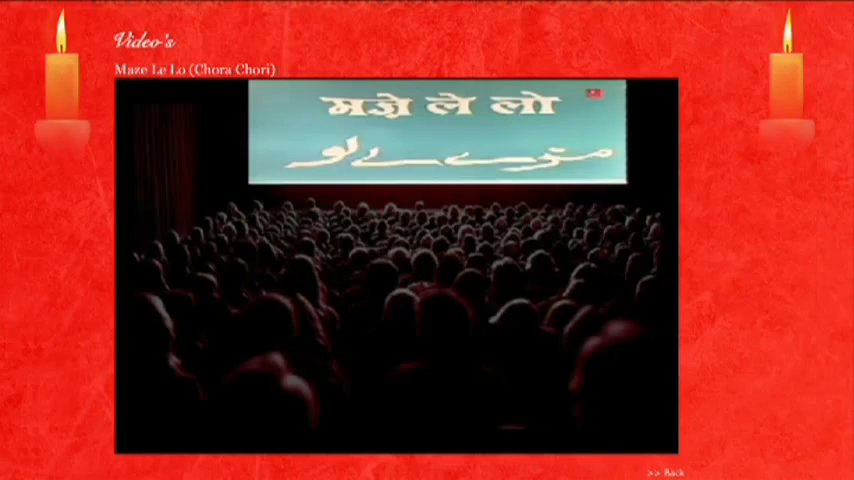 Video's
Maze Le Lo (Chora Chori)
मज़े ले लो
مزے لے لو
>> Back